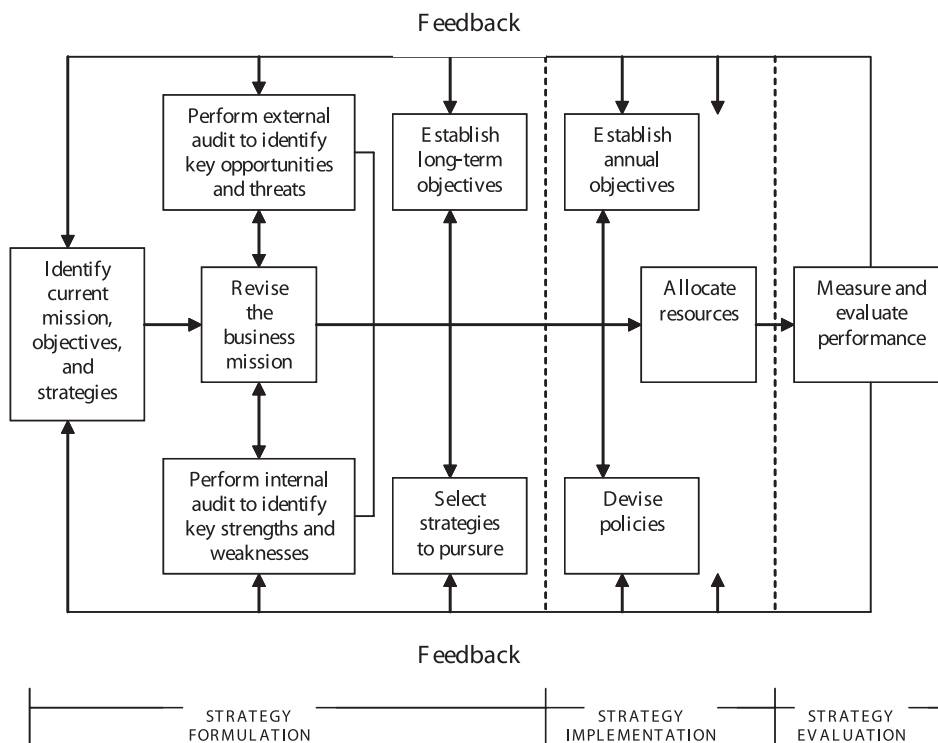 Feedback
Perform external
audit to identify
key opportunities
and threats
Establish
long-term
objectives
Establish
annual
objectives
Identify
current
mission,
objectives,
and
strategies
Revise
the
business
mission
Allocate
resources
Measure and
evaluate
performance
Perform internal
audit to identify
key strengths and
weaknesses
Select
strategies
to pursure
Devise
policies
Feedback
STRATEGY
FORMULATION
STRATEGY
IMPLEMENTATION
STRATEGY
EVALUATION